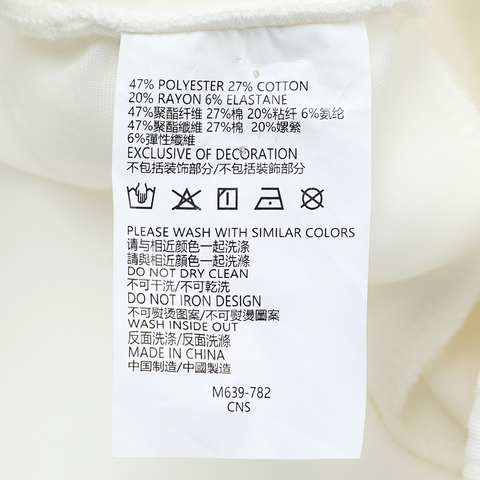 47% POLYESTER 27% COTTON
20% RAYON 6% ELASTANE
47%聚酯纤维 27%棉 20%粘纤 6%氨纶
47%聚酯纖維 27%棉 20%嫘縈
6%彈性纖維
EXCLUSIVE OF DECORATION
不包括装饰部分/不包括裝飾部分
PLEASE WASH WITH SIMILAR COLORS
请与相近颜色一起洗涤
請與相近顏色一起洗滌
DO NOT DRY CLEAN
不可干洗/不可乾洗
DO NOT IRON DESIGN
不可熨烫图案/不可熨燙圖案
WASH INSIDE OUT
反面洗涤/反面洗滌
MADE IN CHINA
中国制造/中國製造
M639-782
CNS